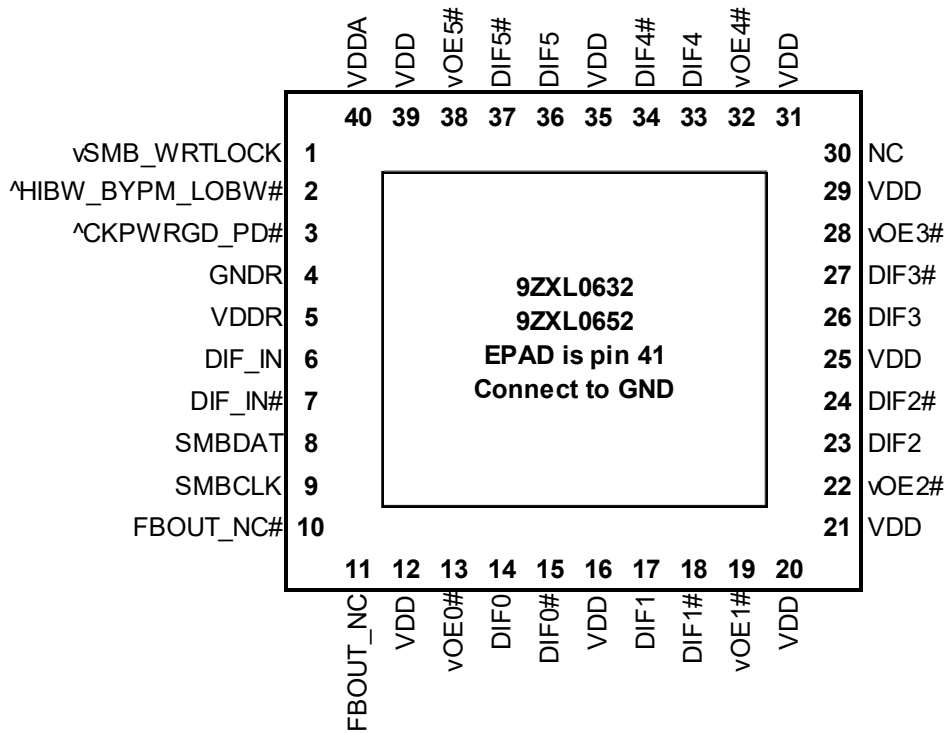 VDDA
VDD
vOE5#
DIF5#
DIF5
VDD
DIF4#
DIF4
vOE4#
VDD
40 39 38 37 36 35 34 33 32 31
vSMB_WRTLOCK 1
^HIBW_BYPM_LOBW# 2
^CKPWRGD_PD# 3
GNDR 4
VDDR 5
DIF_IN 6
DIF_IN# 7
SMBDAT 8
SMBCLK 9
FBOUT_NC# 10
9ZXL0632
9ZXL0652
EPAD is pin 41
Connect to GND
30 NC
29 VDD
28 vOE3#
27 DIF3#
26 DIF3
25 VDD
24 DIF2#
23 DIF2
22 vOE2#
21 VDD
11 12 13 14 15 16 17 18 19 20
FBOUT_NC
VDD
vOE0#
DIF0
DIF0#
VDD
DIF1
DIF1#
vOE1#
VDD